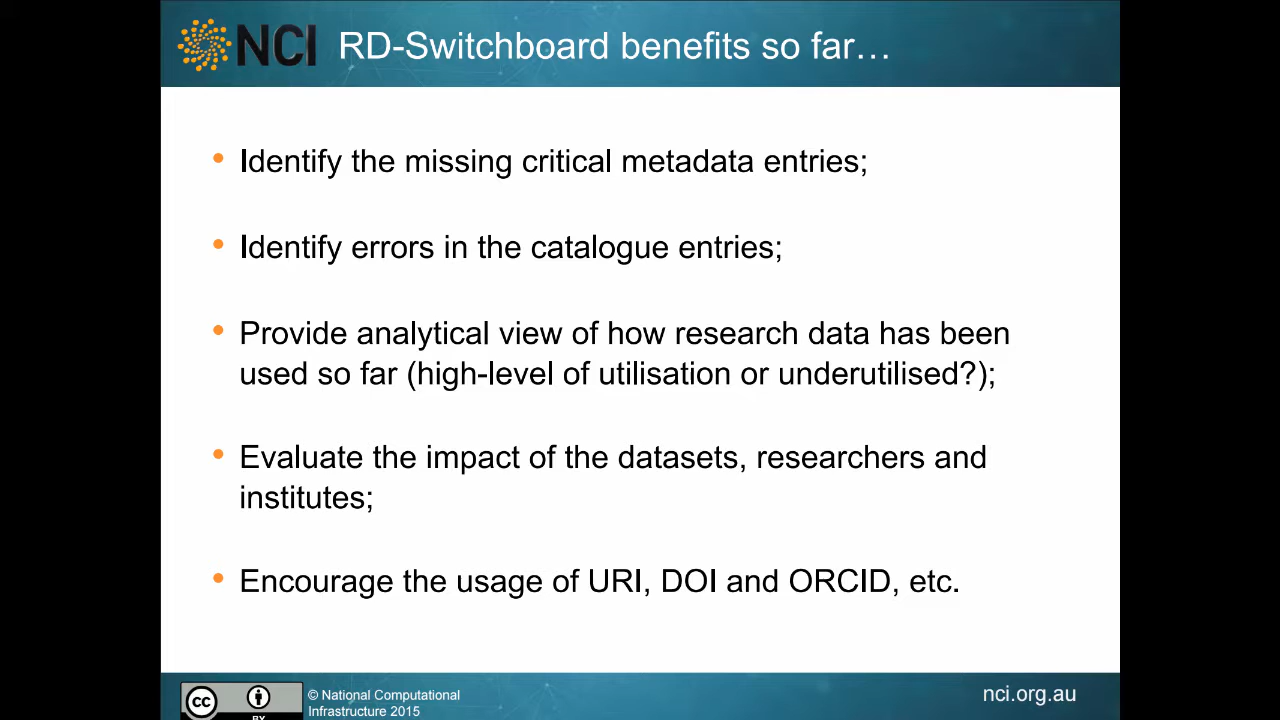 NCI RD-Switchboard benefits so far…
• Identify the missing critical metadata entries;
• Identify errors in the catalogue entries;
• Provide analytical view of how research data has been
used so far (high-level of utilisation or underutilised?);
• Evaluate the impact of the datasets, researchers and
institutes;
• Encourage the usage of URI, DOI and ORCID, etc.
cc
BY
© National Computational
Infrastructure 2015
nci.org.au